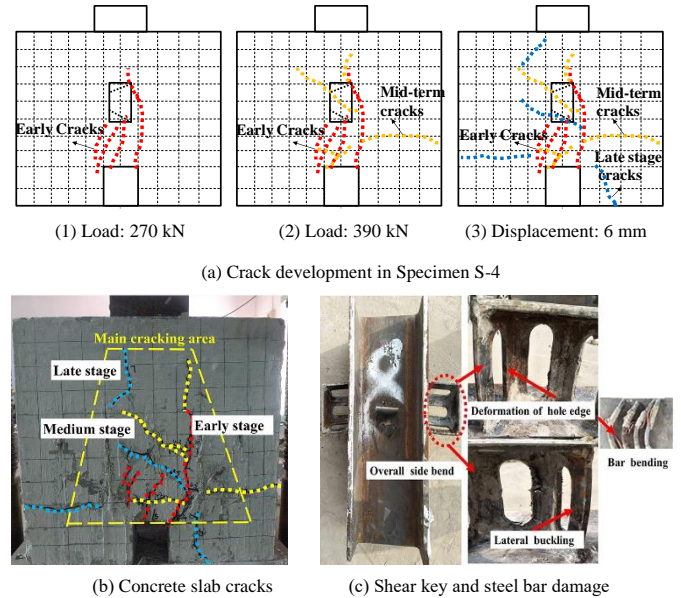 Early Cracks
Mid-term
cracks
Early Cracks
Mid-term
cracks
Early Cracks
Late stage
cracks
(1) Load: 270 kN
(2) Load: 390 kN
(3) Displacement: 6 mm
(a) Crack development in Specimen S-4
Main cracking area
Late stage
Medium stage
Early stage
Overall side bend
Deformation of hole edge
Bar bending
Lateral buckling
(b) Concrete slab cracks
(c) Shear key and steel bar damage